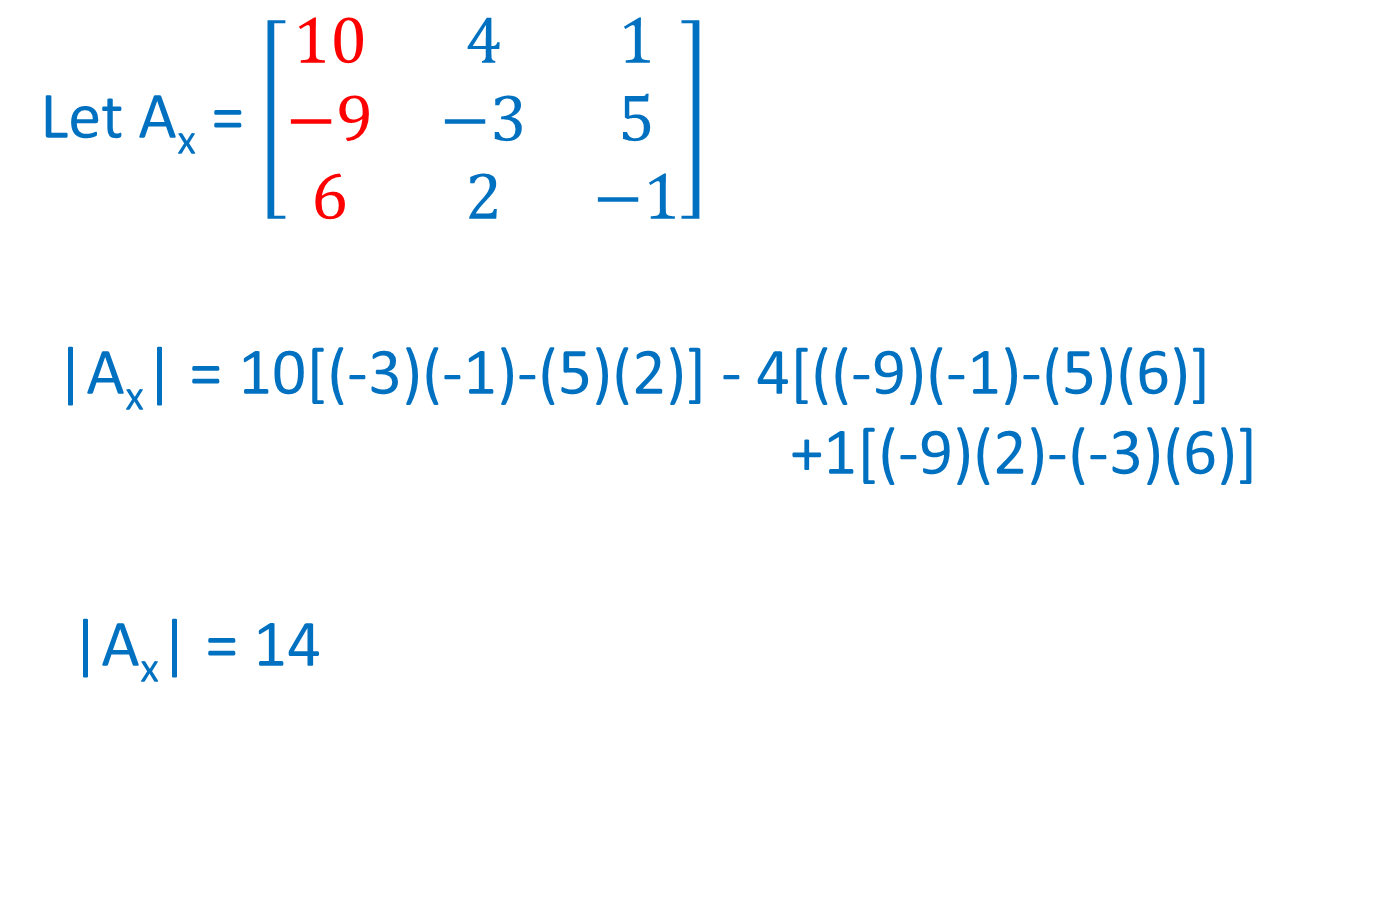 Let Aₓ = [10 4 1
−9 −3 5
6 2 −1]
|Aₓ| = 10[(-3)(-1)-(5)(2)] - 4[((-9)(-1)-(5)(6)]
+1[(-9)(2)-(-3)(6)]
|Aₓ| = 14